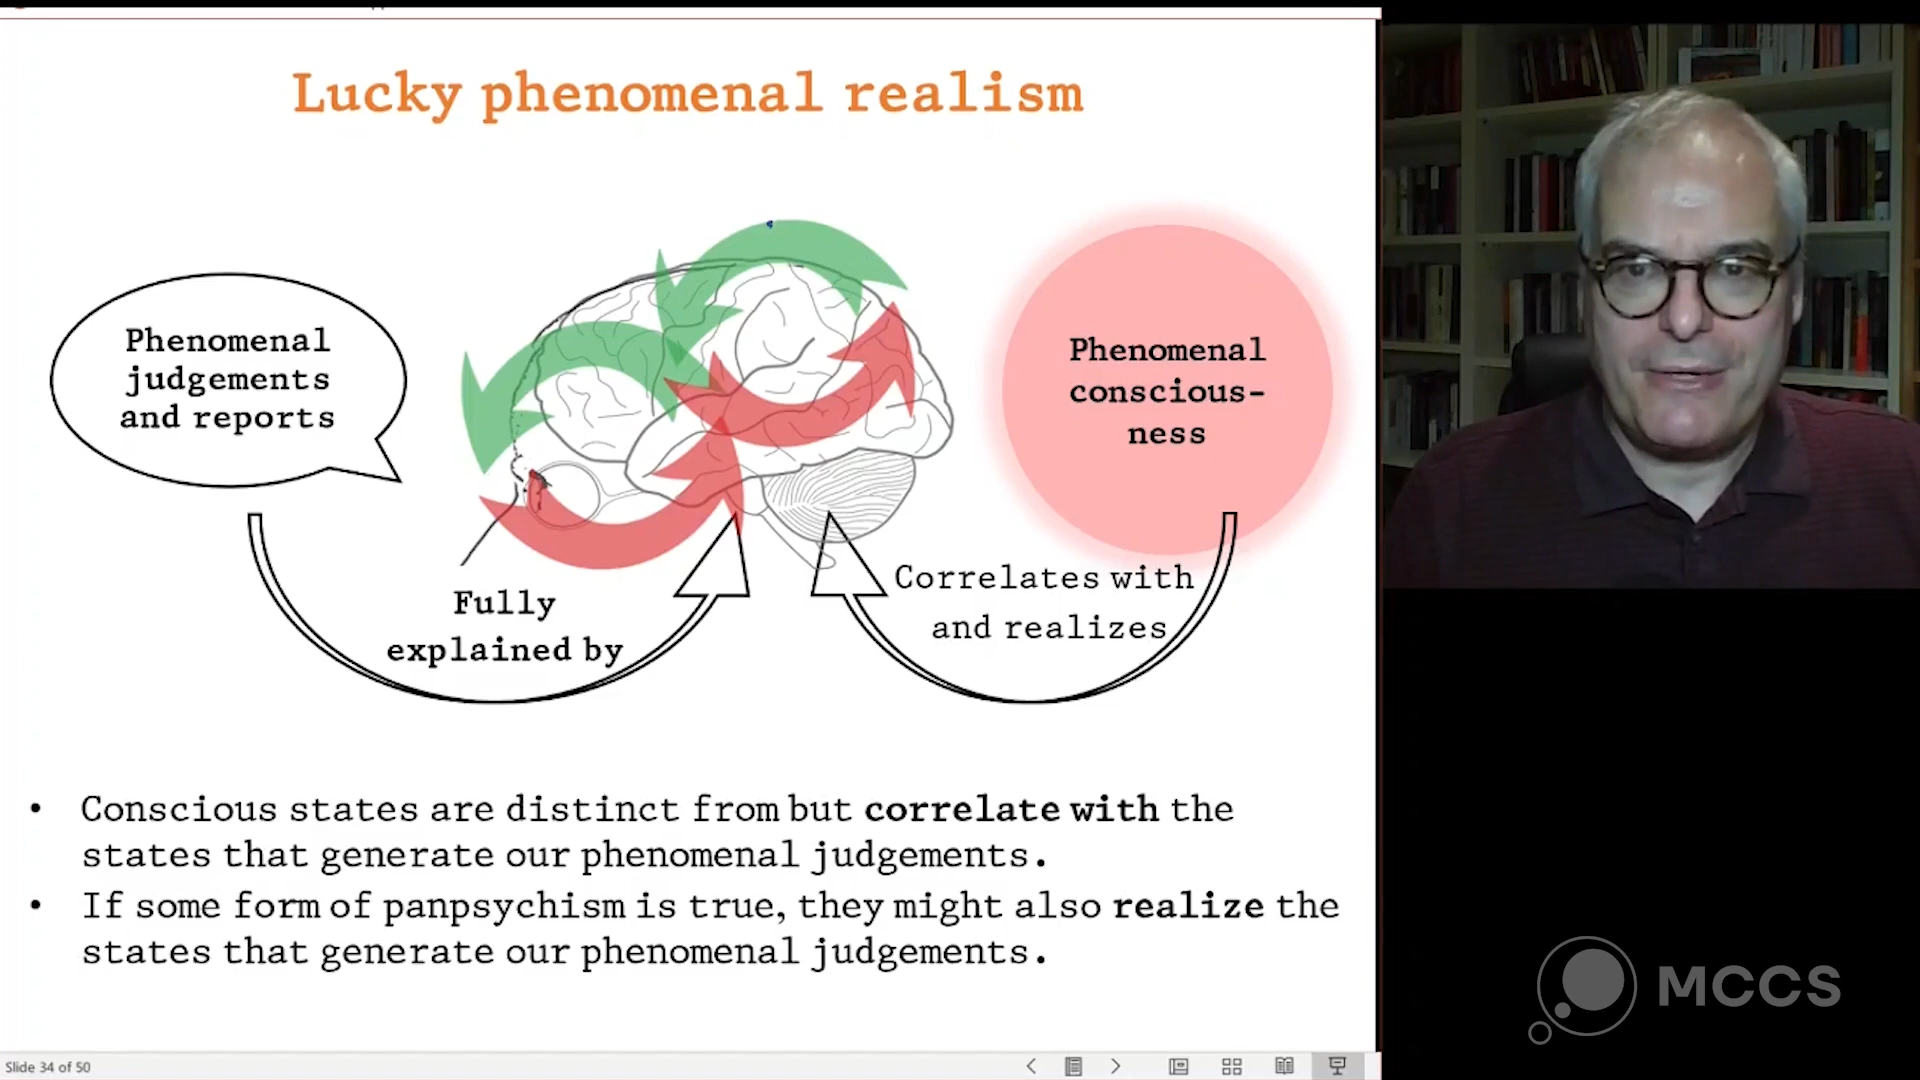 Lucky phenomenal realism
Phenomenal
judgements
and reports
Phenomenal
conscious-
ness
Fully
explained by
Correlates with
and realizes
• Conscious states are distinct from but correlate with the
states that generate our phenomenal judgements.
• If some form of panpsychism is true, they might also realize the
states that generate our phenomenal judgements.
MCCS
Slide 34 of 50